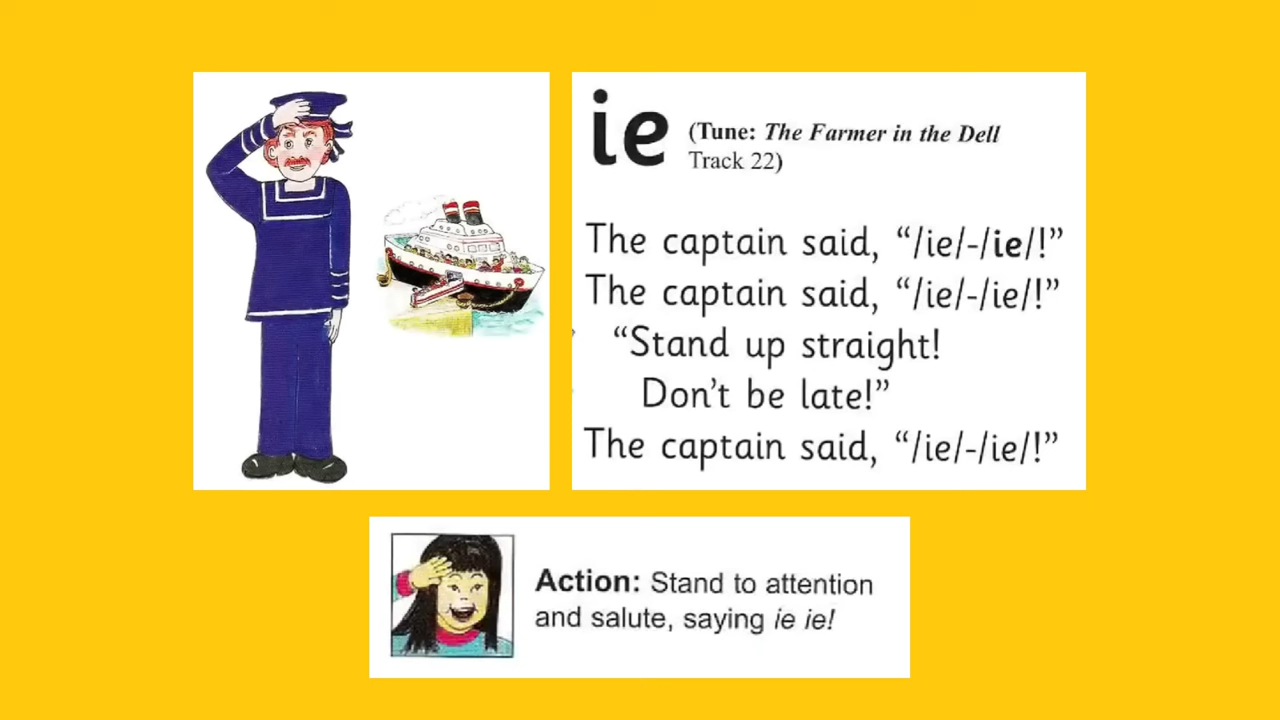 ie
(Tune: The Farmer in the Dell
Track 22)
The captain said, “/ie/-/ie/!”
The captain said, “/ie/-/ie/!”
“Stand up straight!
Don’t be late!”
The captain said, “/ie/-/ie/!”
Action: Stand to attention
and salute, saying ie ie!